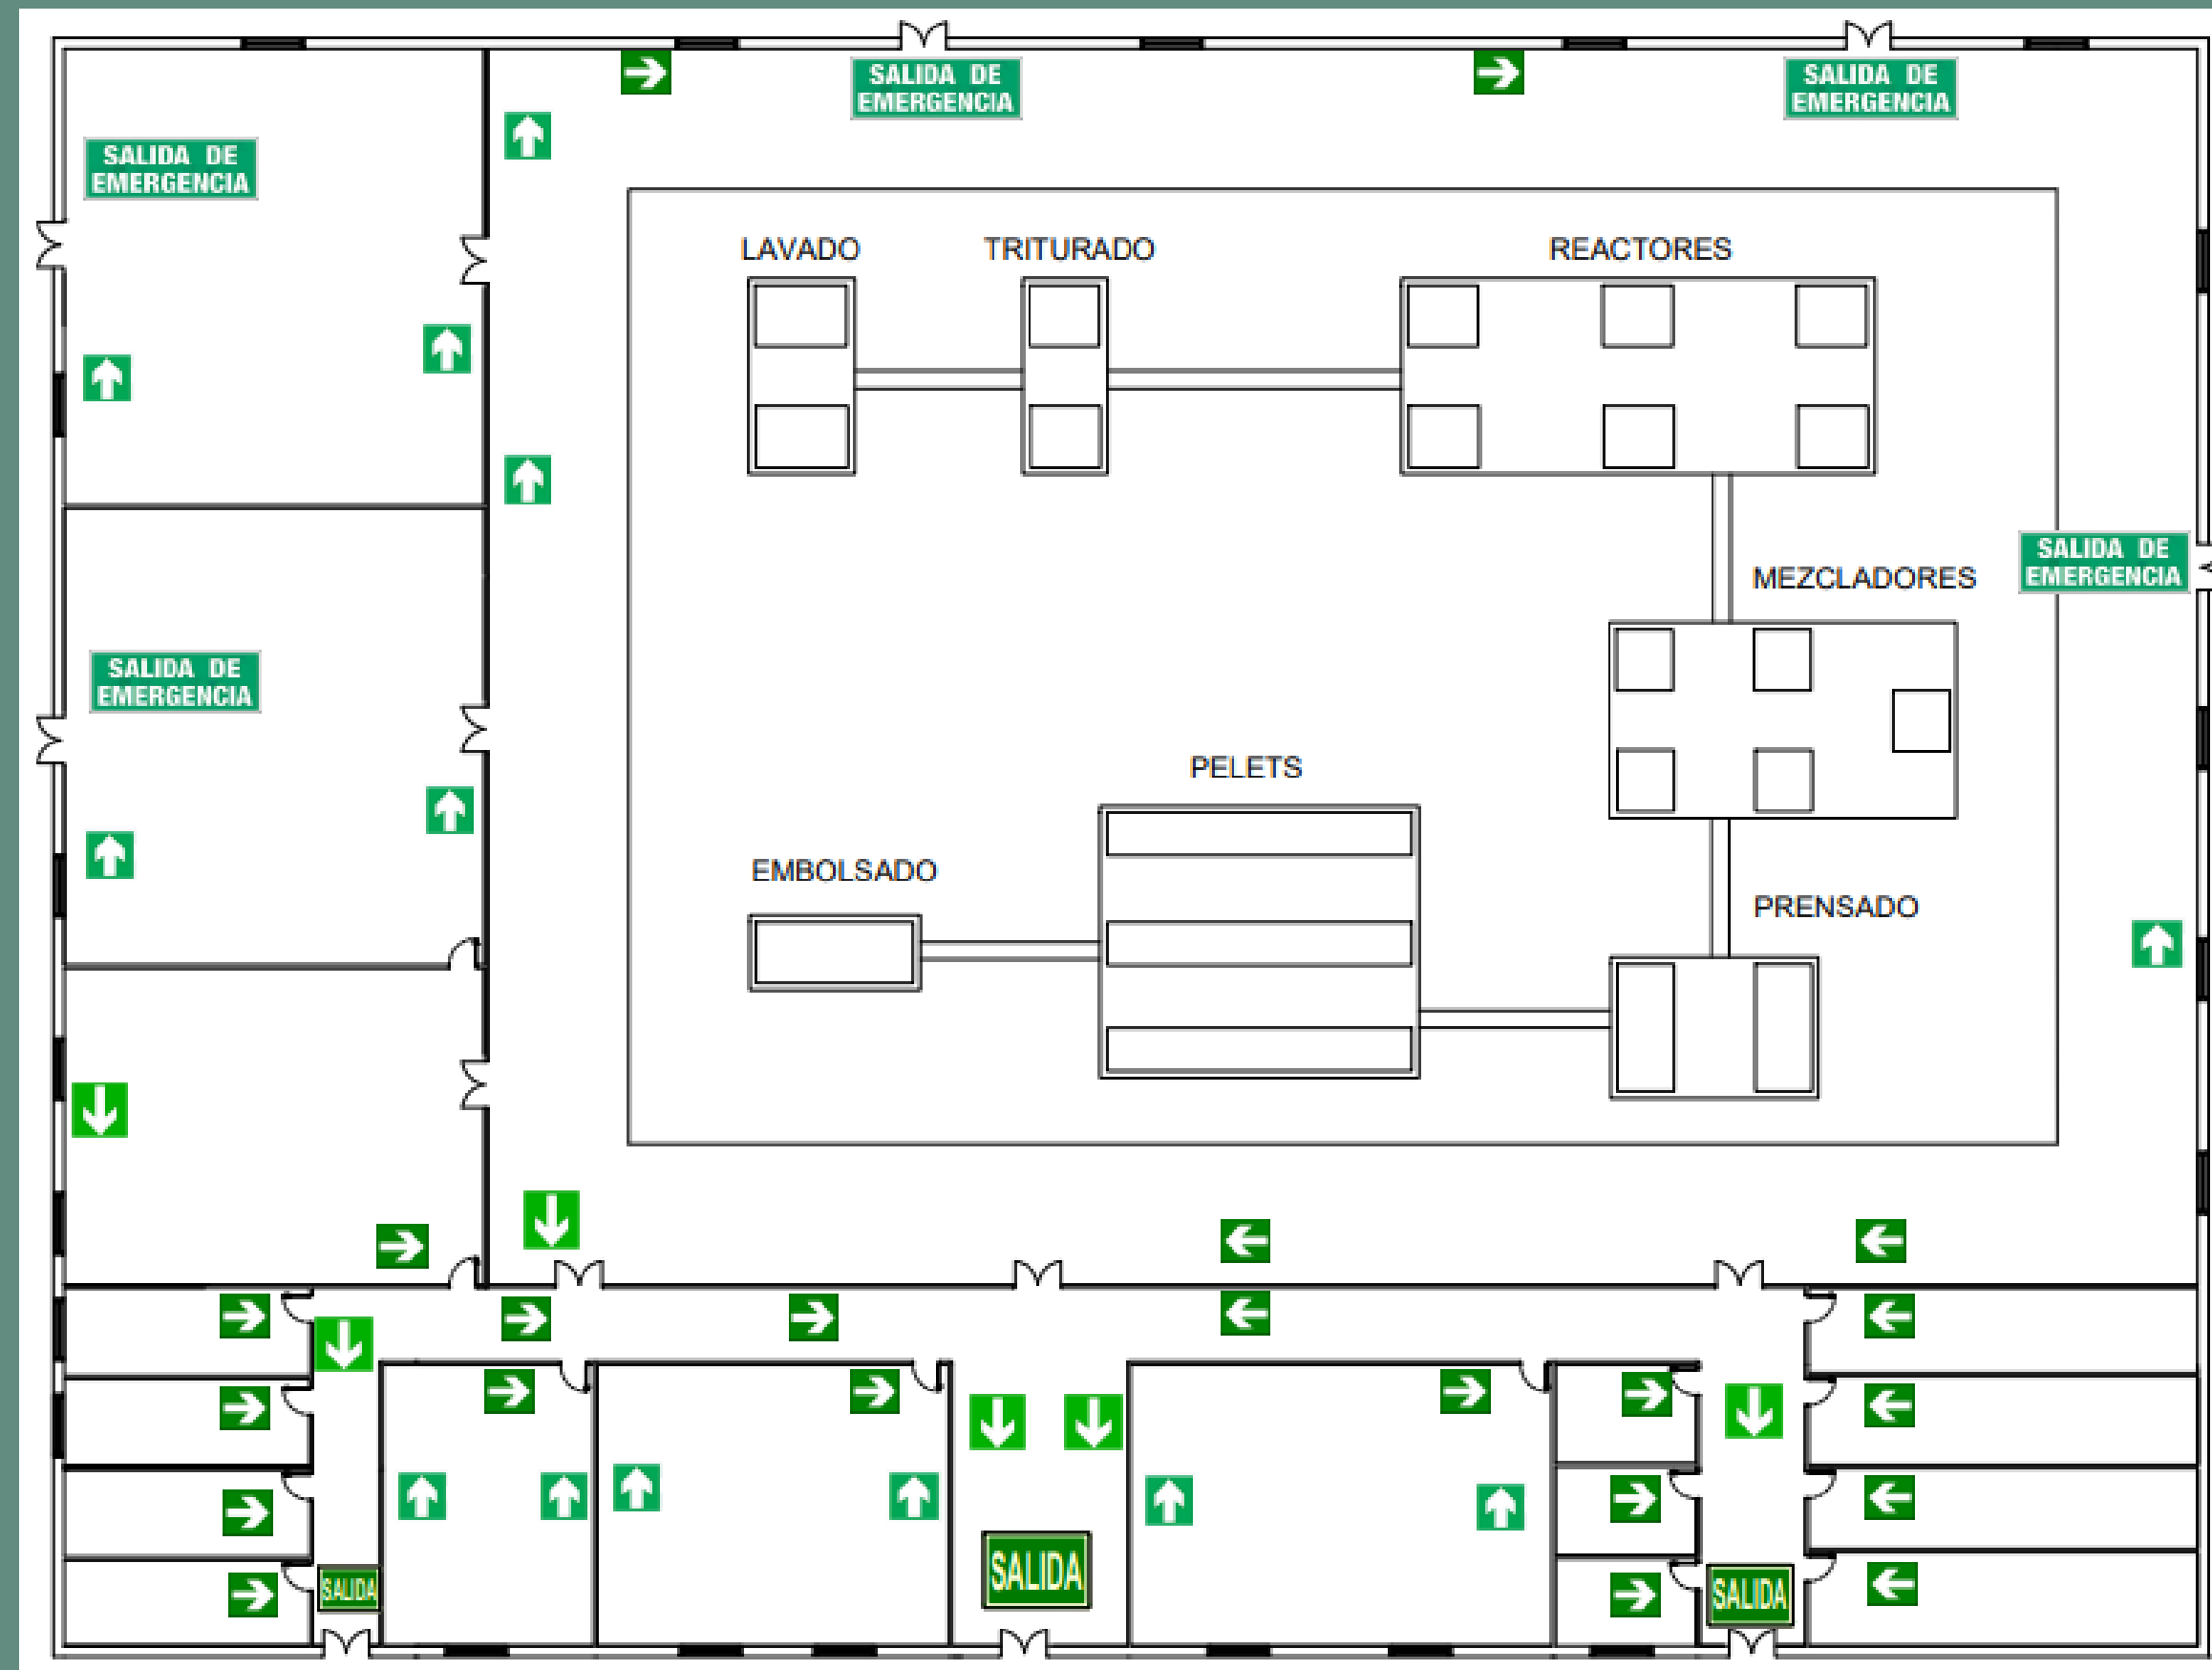 SALIDA DE
EMERGENCIA
SALIDA DE
EMERGENCIA
SALIDA DE
EMERGENCIA
LAVADO
TRITURADO
REACTORES
SALIDA DE
EMERGENCIA
MEZCLADORES
SALIDA DE
EMERGENCIA
PELETS
EMBOLSADO
PRENSADO
SALIDA
SALIDA
SALIDA